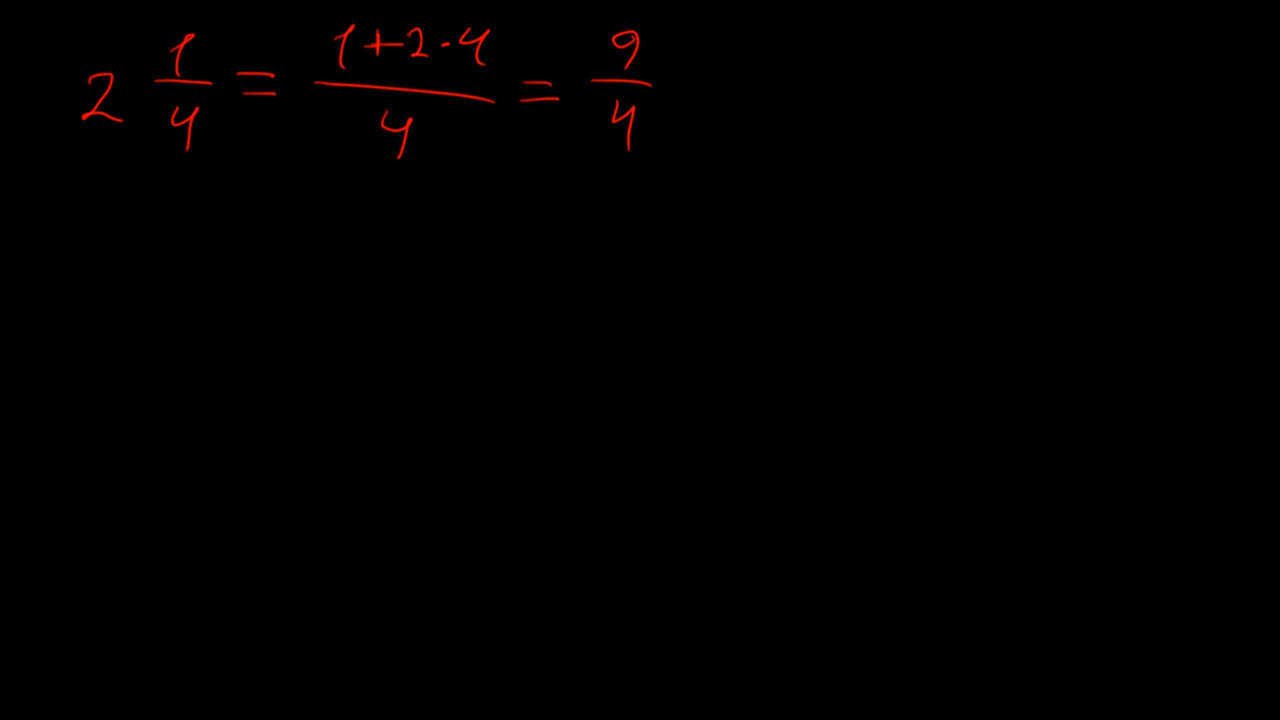 2 1/4 = (1+2·4)/4 = 9/4